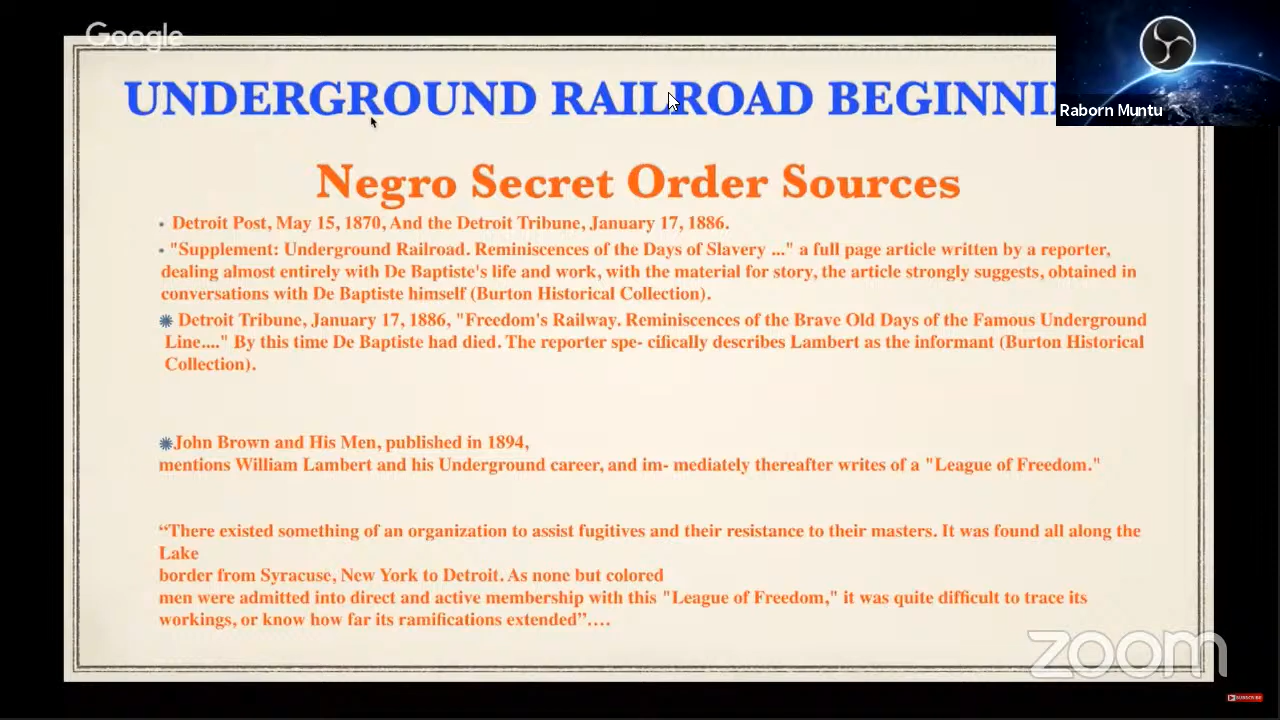 Google
UNDERGROUND RAILROAD BEGINNI
Raborn Muntu
Negro Secret Order Sources
• Detroit Post, May 15, 1870, And the Detroit Tribune, January 17, 1886.
• "Supplement: Underground Railroad. Reminiscences of the Days of Slavery ..." a full page article written by a reporter,
dealing almost entirely with De Baptiste's life and work, with the material for story, the article strongly suggests, obtained in
conversations with De Baptiste himself (Burton Historical Collection).
Detroit Tribune, January 17, 1886, "Freedom's Railway. Reminiscences of the Brave Old Days of the Famous Underground
Line...." By this time De Baptiste had died. The reporter spe- cifically describes Lambert as the informant (Burton Historical
Collection).
John Brown and His Men, published in 1894,
mentions William Lambert and his Underground career, and im- mediately thereafter writes of a "League of Freedom."
“There existed something of an organization to assist fugitives and their resistance to their masters. It was found all along the
Lake
border from Syracuse, New York to Detroit. As none but colored
men were admitted into direct and active membership with this "League of Freedom," it was quite difficult to trace its
workings, or know how far its ramifications extended”….
zoom
SUBSCRIBE